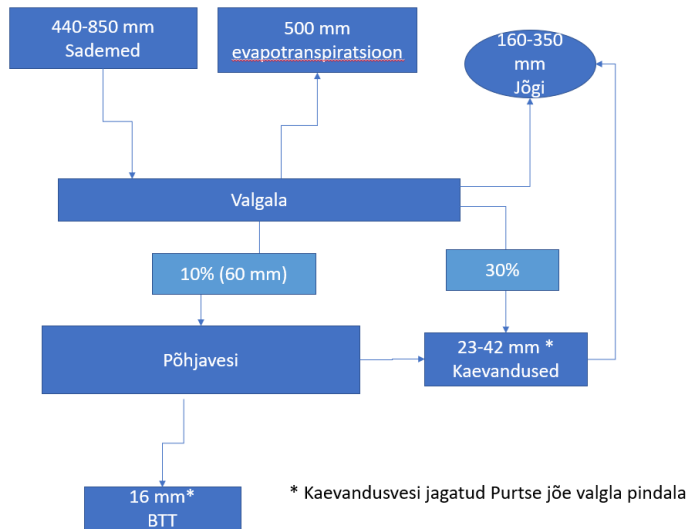 440-850 mm
Sademed
500 mm
evapotranspiratsioon
160-350
mm
Jõgi
Valgala
10% (60 mm)
30%
Põhjavesi
23-42 mm *
Kaevandused
16 mm*
BTT
* Kaevandusvesi jagatud Purtse jõe valgla pindala